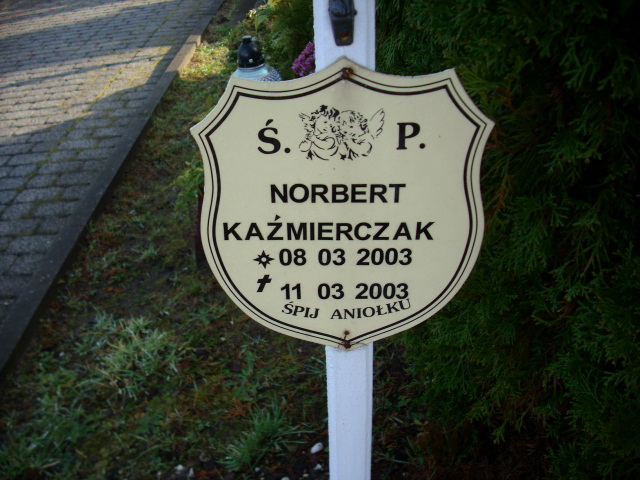 Ś. P.
NORBERT
KAŹMIERCZAK
08 03 2003
11 03 2003
ŚPIJ ANIOŁKU